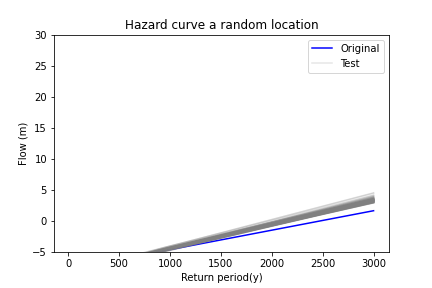 Hazard curve a random location
Original
Test
30
25
20
15
10
5
0
−5
Flow (m)
0 500 1000 1500 2000 2500 3000
Return period(y)